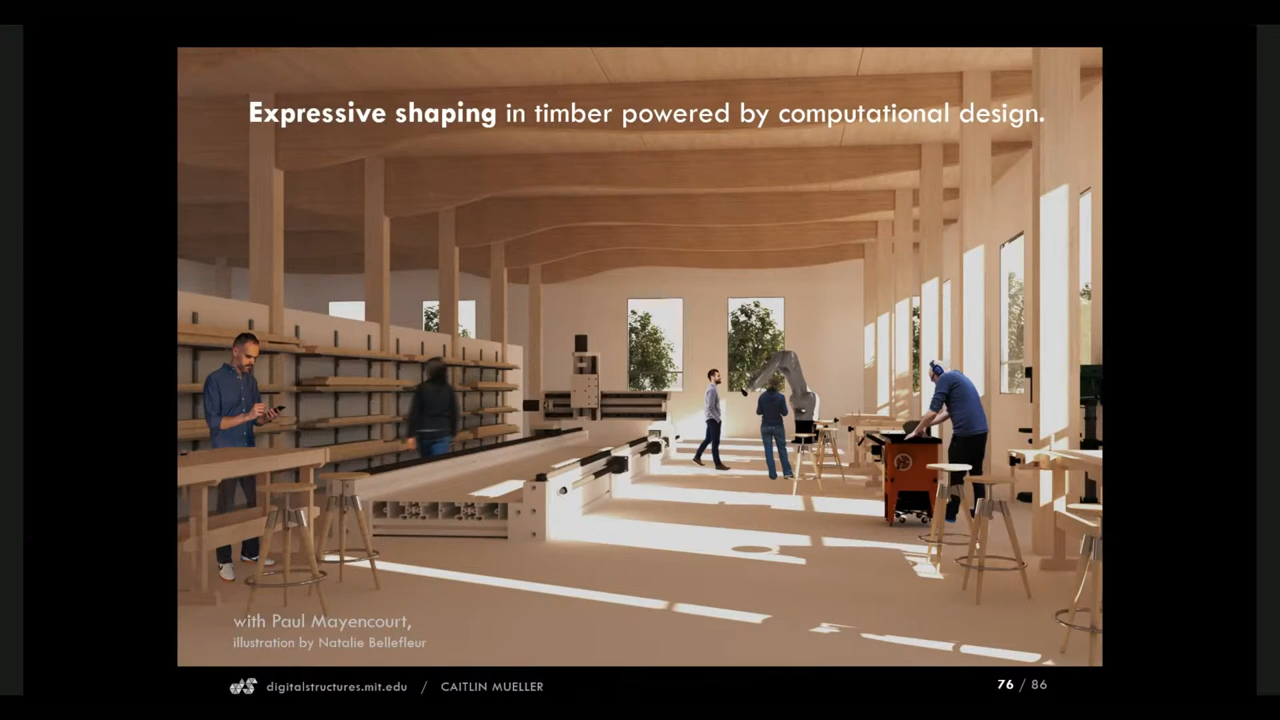 Expressive shaping in timber powered by computational design.
with Paul Mayencourt,
illustration by Natalie Bellefleur
digitalstructures.mit.edu / CAITLIN MUELLER
76 / 86